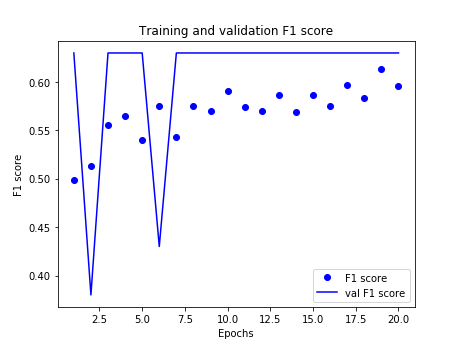 Training and validation F1 score
F1 score
0.60
0.55
0.50
0.45
0.40
2.5 5.0 7.5 10.0 12.5 15.0 17.5 20.0
Epochs
F1 score
val F1 score